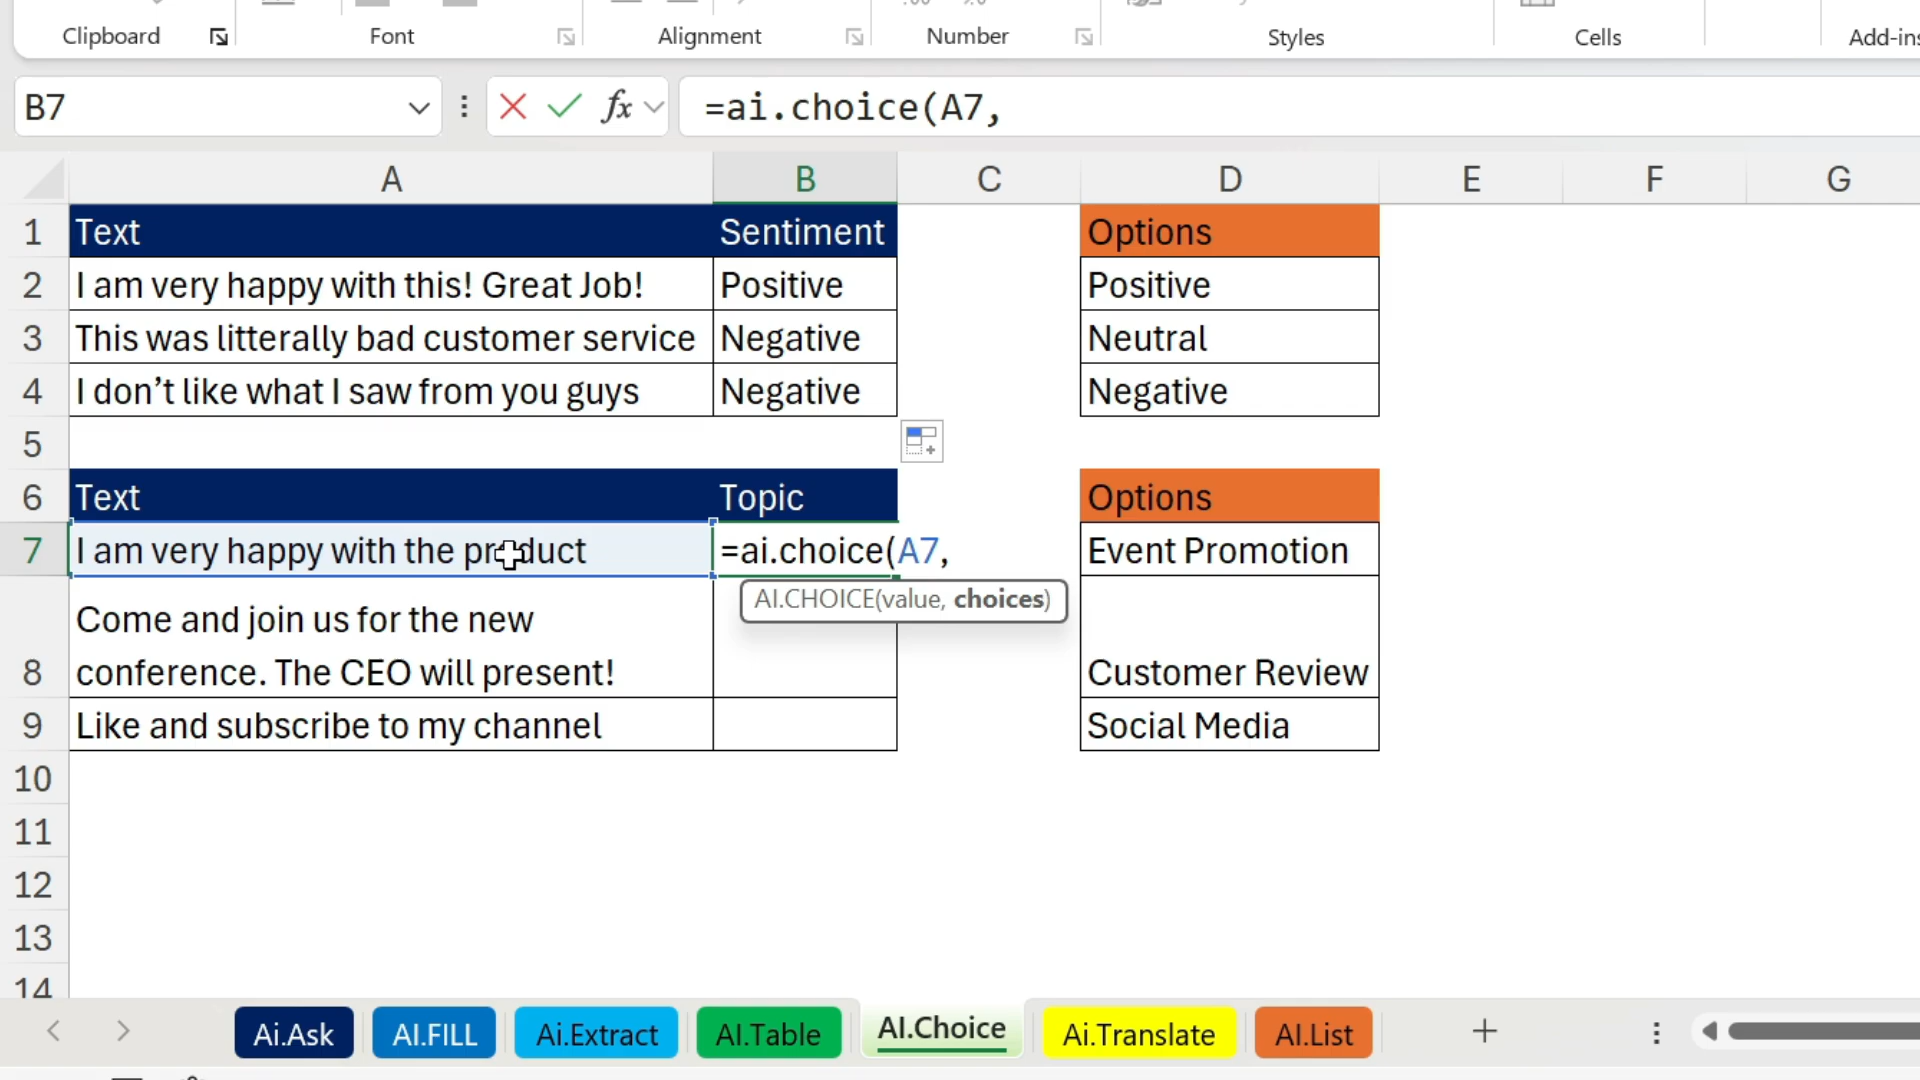 Clipboard Font Alignment Number Styles Cells Add-ins
B7 fx =ai.choice(A7,
A B C D E F G
1 Text Sentiment Options
2 I am very happy with this! Great Job! Positive Positive
3 This was litterally bad customer service Negative Neutral
4 I don’t like what I saw from you guys Negative Negative
5
6 Text Topic Options
7 I am very happy with the product =ai.choice(A7, Event Promotion
AI.CHOICE(value, choices)
Come and join us for the new
8 conference. The CEO will present! Customer Review
9 Like and subscribe to my channel Social Media
10
11
12
13
14
Ai.Ask AI.FILL Ai.Extract AI.Table AI.Choice Ai.Translate AI.List